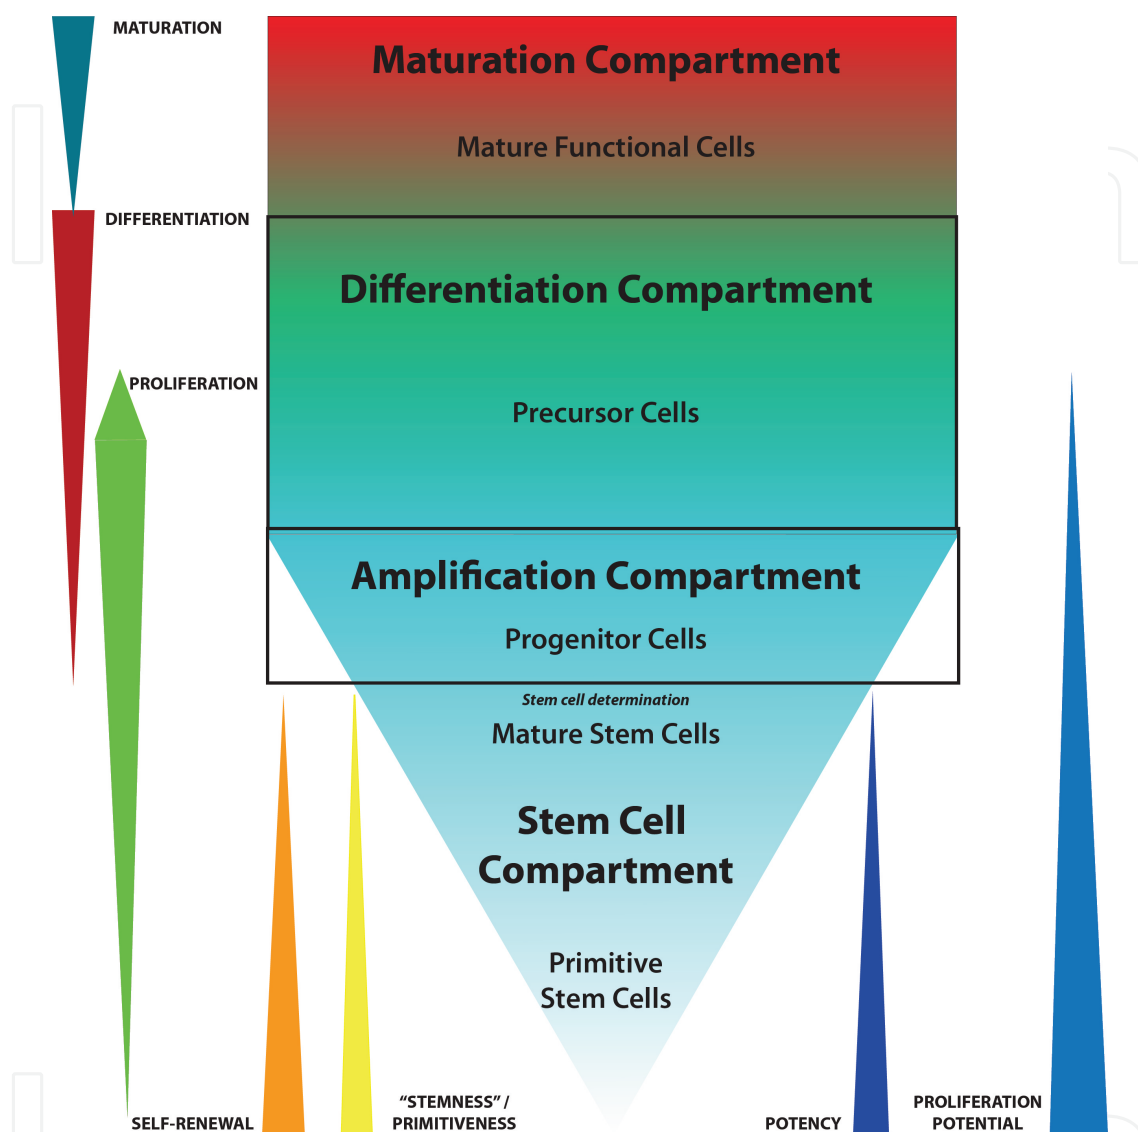 MATURATION
Maturation Compartment
Mature Functional Cells
DIFFERENTIATION
Differentiation Compartment
PROLIFERATION
Precursor Cells
Amplification Compartment
Progenitor Cells
Stem cell determination
Mature Stem Cells
Stem Cell
Compartment
Primitive
Stem Cells
SELF-RENEWAL
“STEMNESS” /
PRIMITIVENESS
POTENCY
PROLIFERATION
POTENTIAL